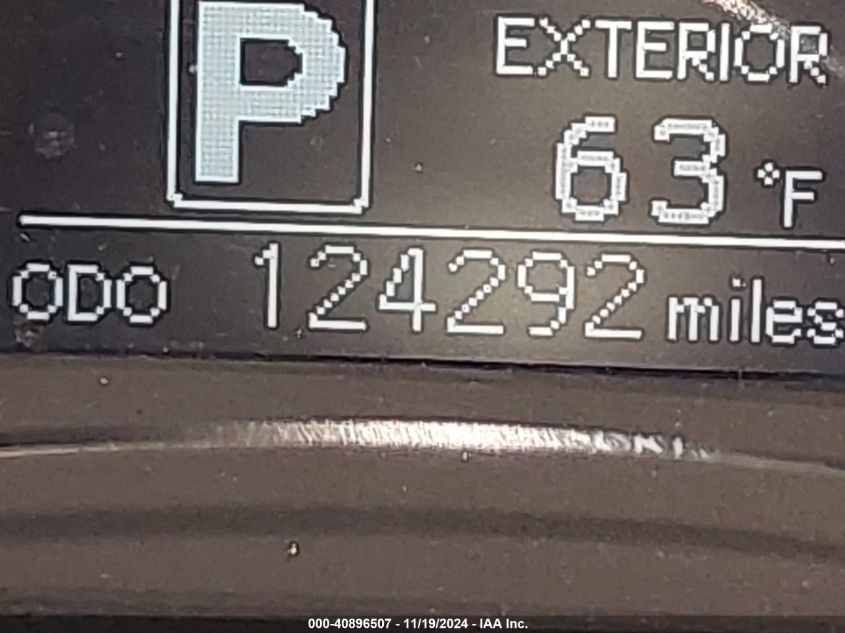 P
EXTERIOR
63 °F
ODO 124292 miles
000-40896507 - 11/19/2024 - IAA Inc.